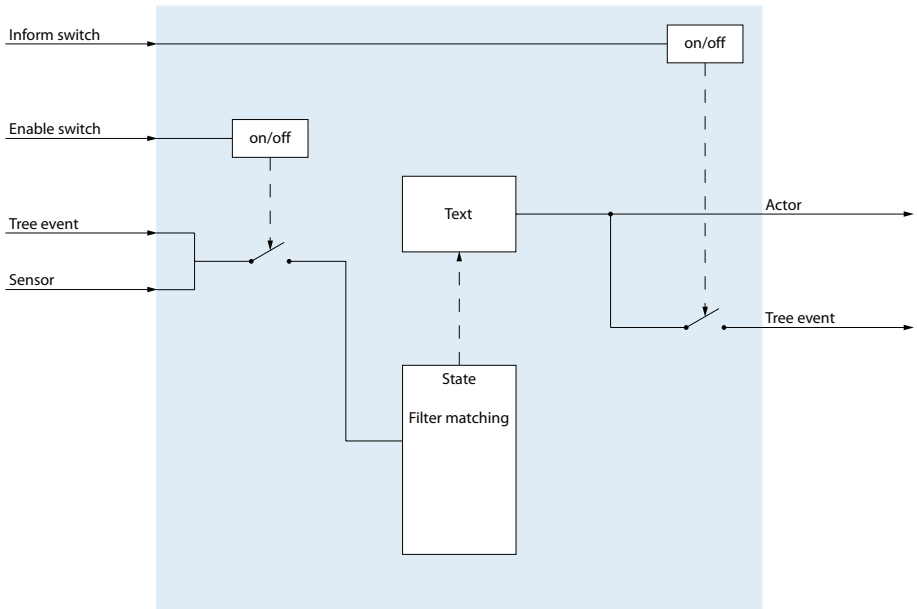 Inform switch
on/off
Enable switch
on/off
Text
Actor
Tree event
Sensor
Tree event
State
Filter matching